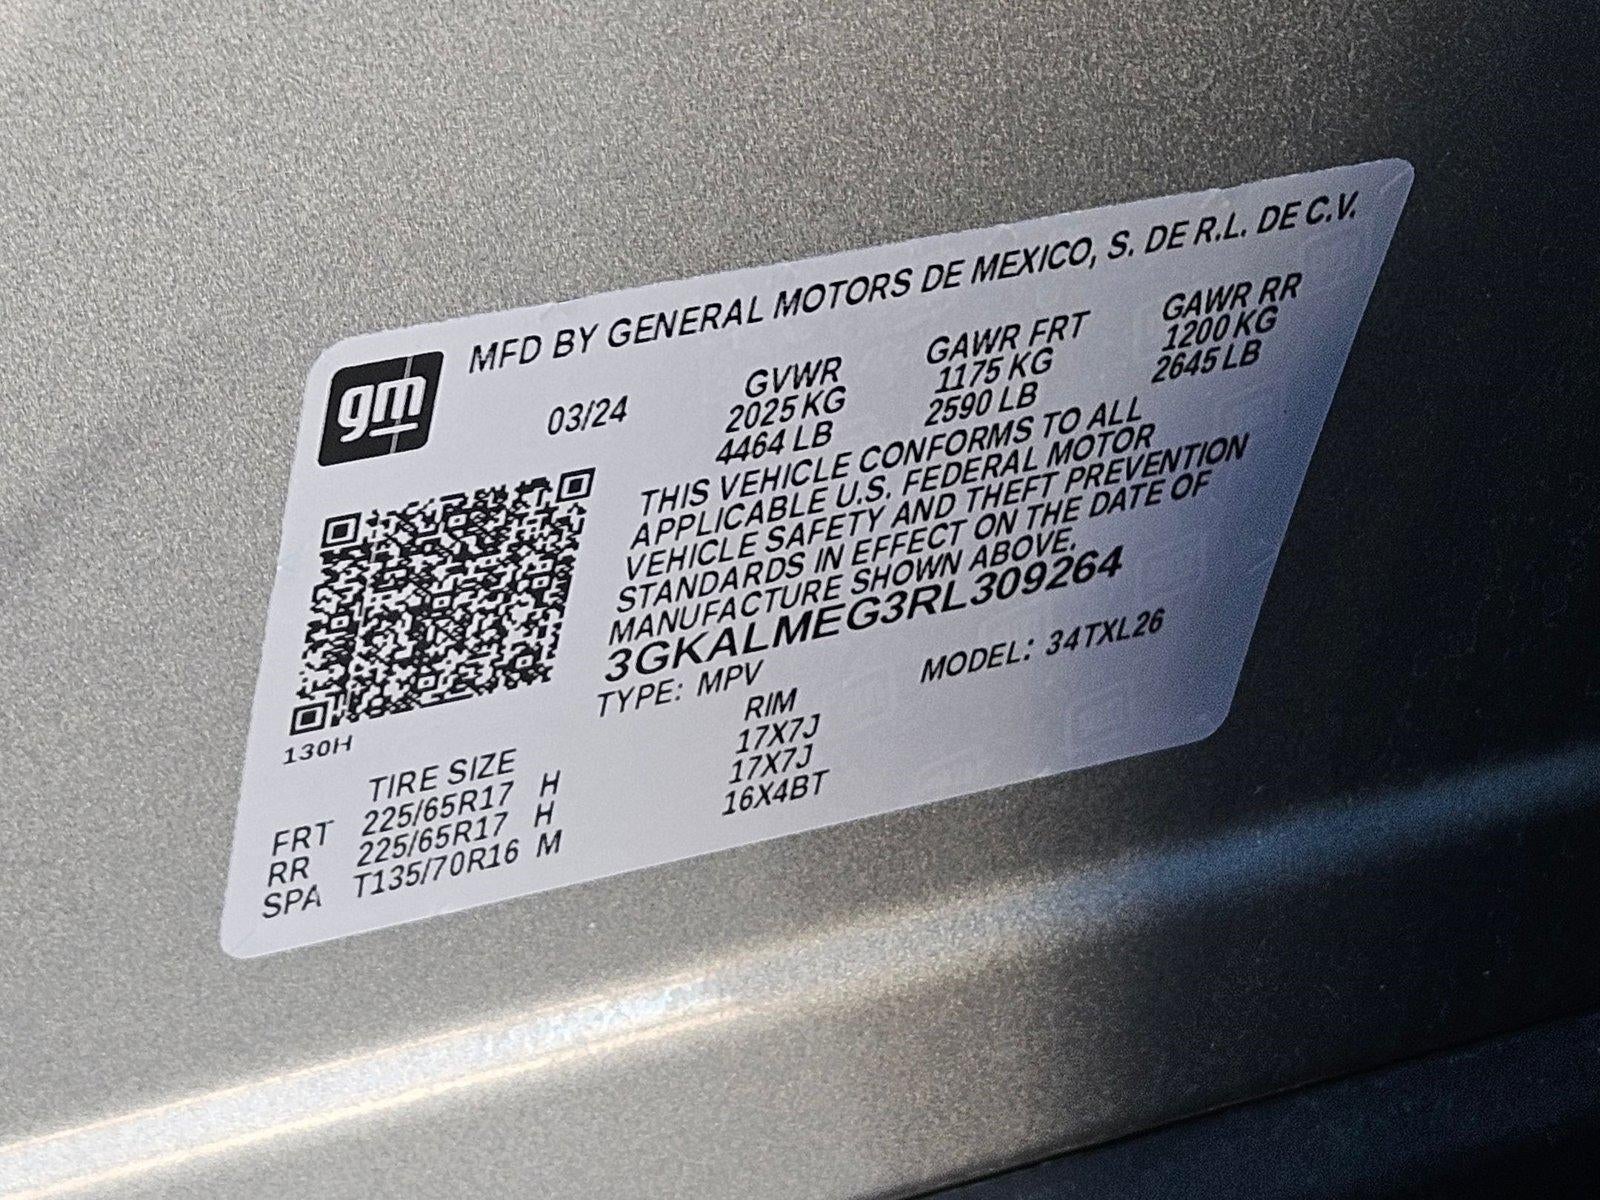 gm
MFD BY GENERAL MOTORS DE MEXICO, S. DE R.L. DE C.V.
03/24
GVWR
2025 KG
4464 LB
GAWR FRT
1175 KG
2590 LB
GAWR RR
1200 KG
2645 LB
THIS VEHICLE CONFORMS TO ALL
APPLICABLE U.S. FEDERAL MOTOR
VEHICLE SAFETY AND THEFT PREVENTION
STANDARDS IN EFFECT ON THE DATE OF
MANUFACTURE SHOWN ABOVE.
3GKALMEG3RL309264
TYPE: MPV MODEL: 34TXL26
130H
TIRE SIZE RIM
FRT 225/65R17 H 17X7J
RR 225/65R17 H 17X7J
SPA T135/70R16 M 16X4BT